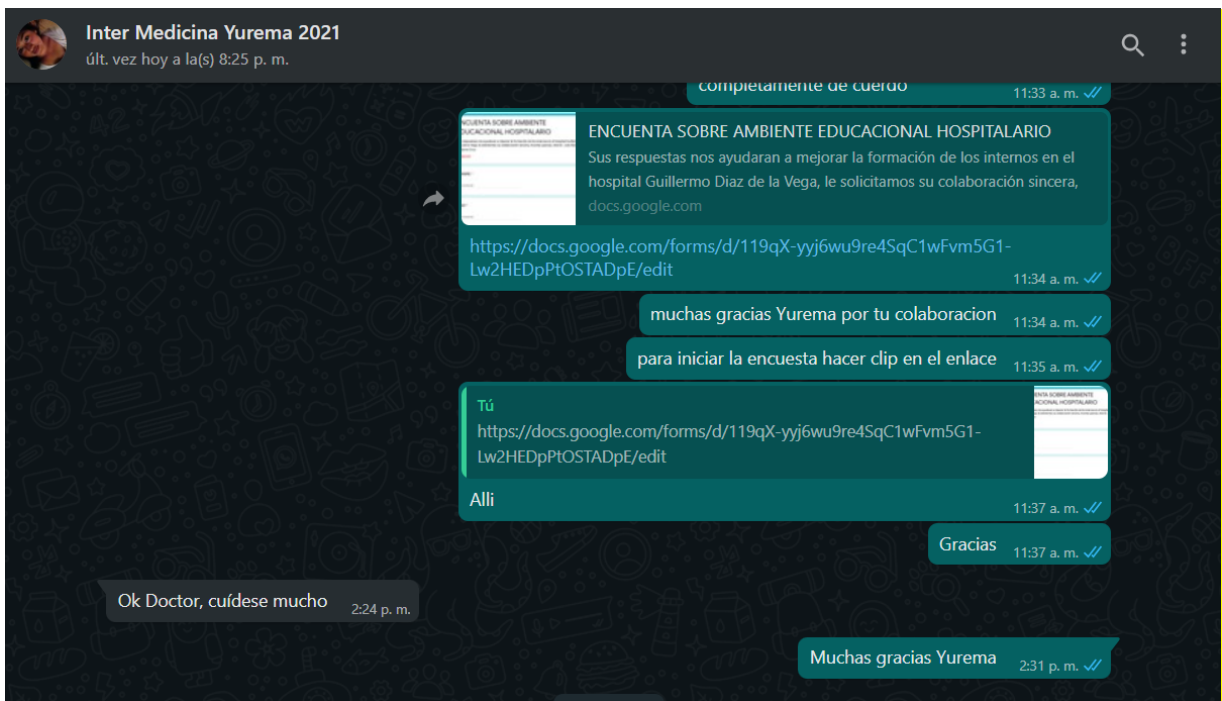 Inter Medicina Yurema 2021
últ. vez hoy a la(s) 8:25 p. m.
completamente de cuerdo
11:33 a. m.
ENCUENTA SOBRE AMBIENTE EDUCACIONAL HOSPITALARIO
Sus respuestas nos ayudaran a mejorar la formación de los internos en el
hospital Guillermo Diaz de la Vega, le solicitamos su colaboración sincera,
docs.google.com
https://docs.google.com/forms/d/119qX-yyj6wu9re4SqC1wFvm5G1-
Lw2HEDpPtOSTADpE/edit
11:34 a. m.
muchas gracias Yurema por tu colaboracion
11:34 a. m.
para iniciar la encuesta hacer clip en el enlace
11:35 a. m.
Tú
https://docs.google.com/forms/d/119qX-yyj6wu9re4SqC1wFvm5G1-
Lw2HEDpPtOSTADpE/edit
Alli
11:37 a. m.
Gracias
11:37 a. m.
Ok Doctor, cuídese mucho
2:24 p. m.
Muchas gracias Yurema
2:31 p. m.